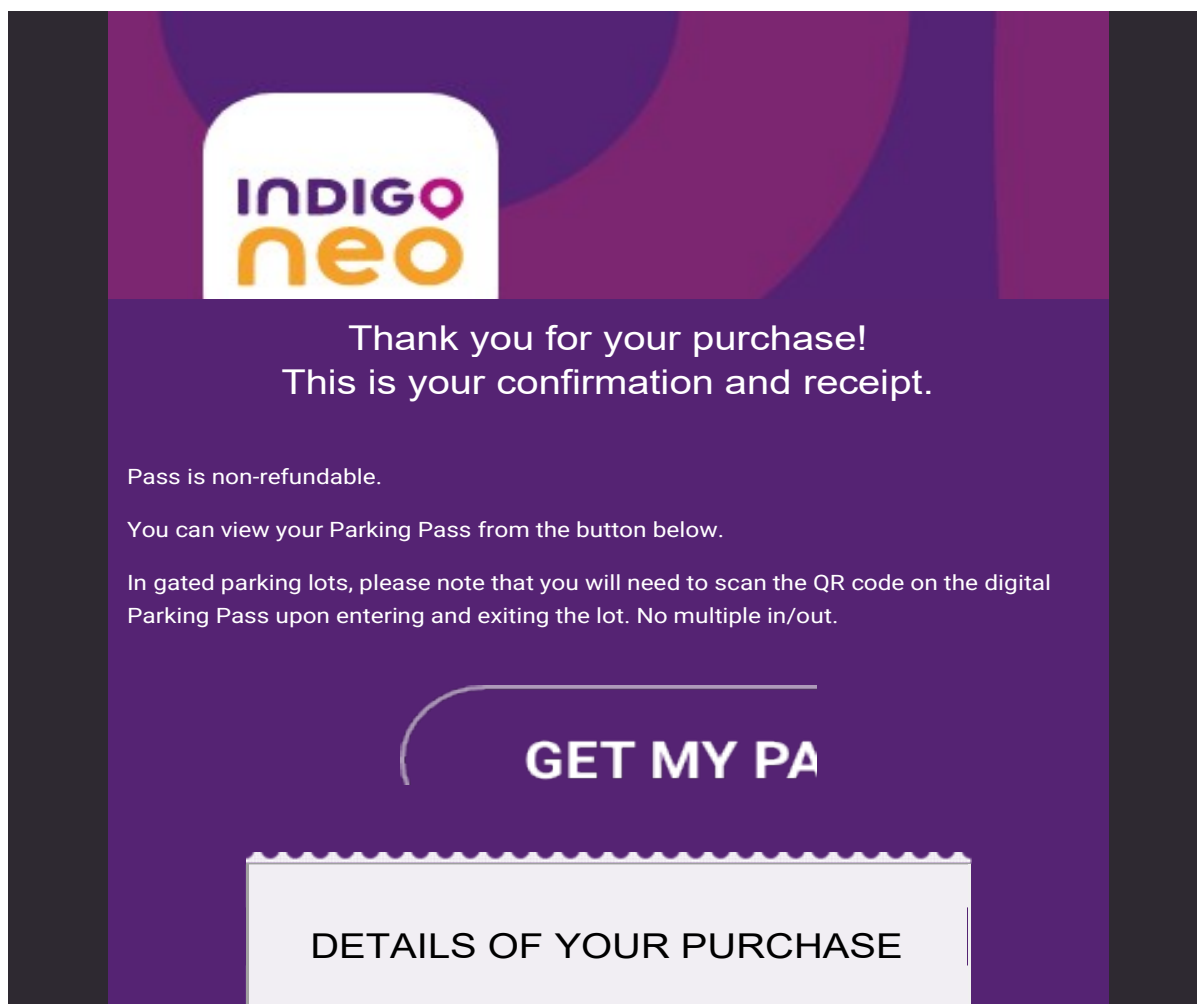 INDIGO
neo
Thank you for your purchase!
This is your confirmation and receipt.
Pass is non-refundable.
You can view your Parking Pass from the button below.
In gated parking lots, please note that you will need to scan the QR code on the digital
Parking Pass upon entering and exiting the lot. No multiple in/out.
GET MY PA
DETAILS OF YOUR PURCHASE